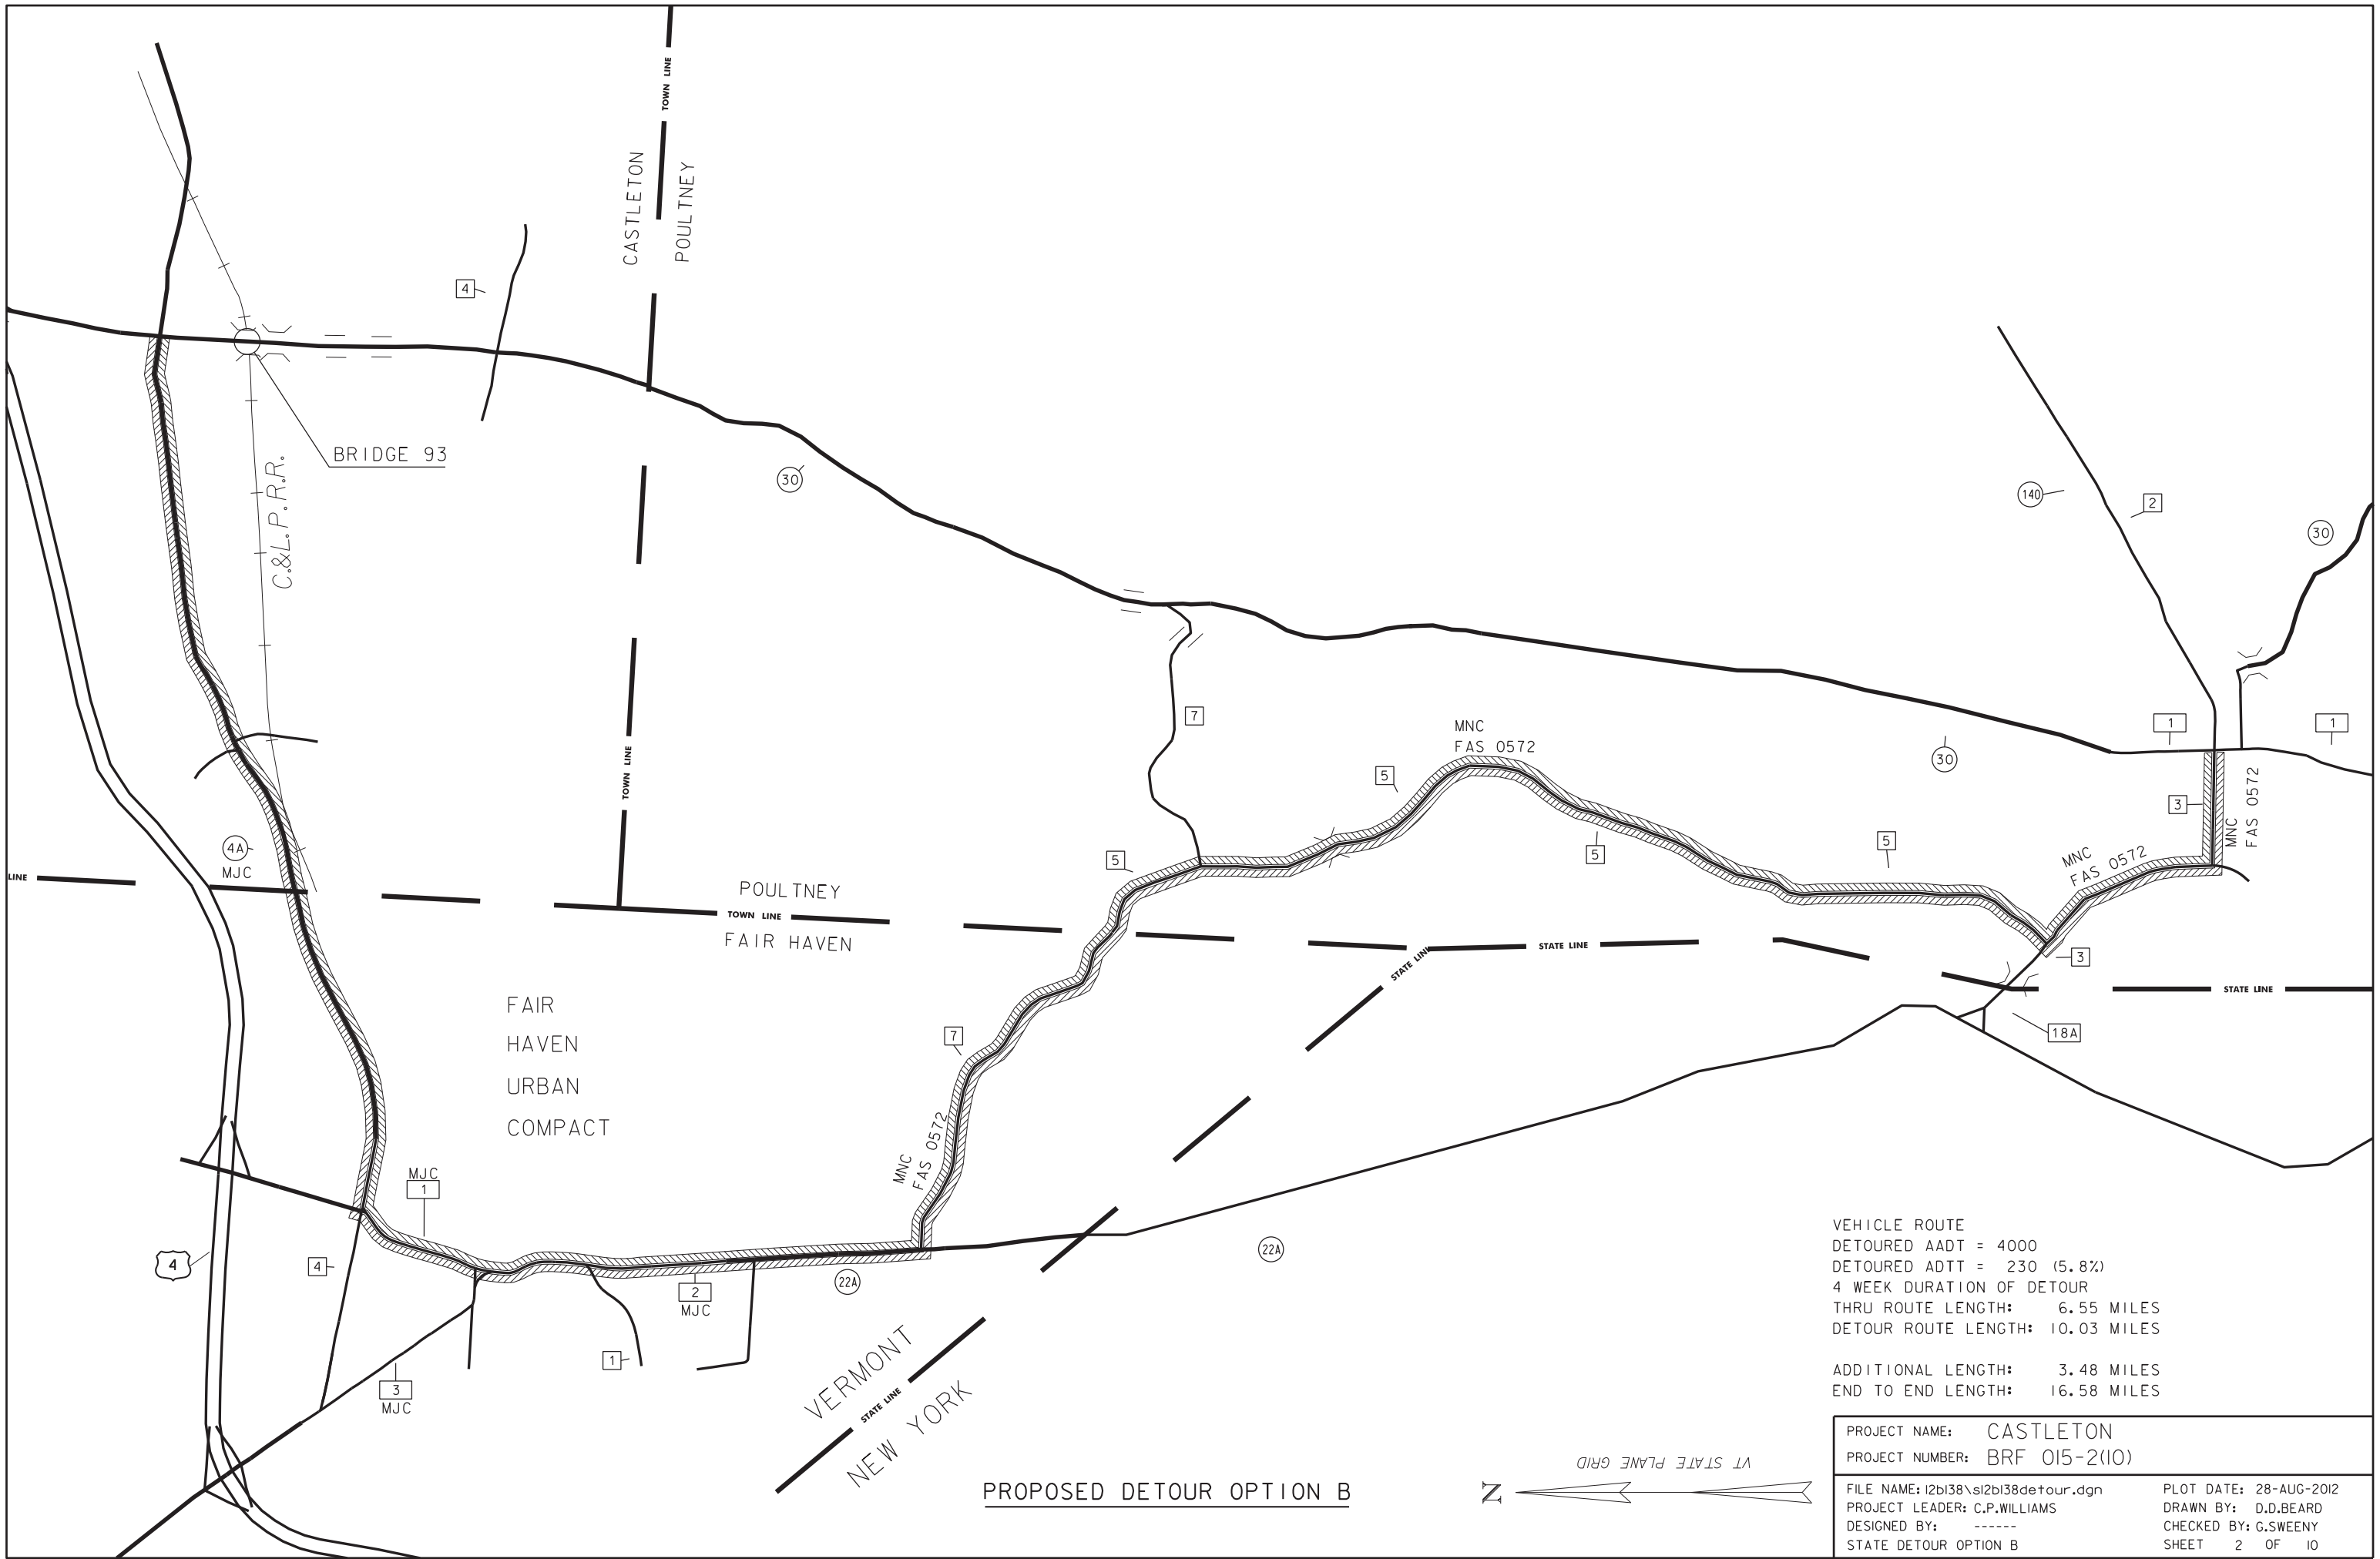 TOWN LINE
CASTLETON
POULTNEY
4
BRIDGE 93
C.&L.P.R.R.
30
140
2
30
7
MNC
FAS 0572
1
1
30
5
3
MNC
FAS 0572
TOWN LINE
4A
MJC
5
5
5
MNC
FAS 0572
LINE
POULTNEY
TOWN LINE
FAIR HAVEN
STATE LINE
STATE LINE
3
STATE LINE
FAIR
HAVEN
URBAN
COMPACT
7
18A
MNC
FAS 0572
MJC
1
4
4
2
MJC
22A
22A
1
3
MJC
VERMONT
STATE LINE
NEW YORK
VEHICLE ROUTE
DETOURED AADT = 4000
DETOURED ADTT = 230 (5.8%)
4 WEEK DURATION OF DETOUR
THRU ROUTE LENGTH: 6.55 MILES
DETOUR ROUTE LENGTH: 10.03 MILES
ADDITIONAL LENGTH: 3.48 MILES
END TO END LENGTH: 16.58 MILES
PROPOSED DETOUR OPTION B
VT STATE PLANE GRID
N
PROJECT NAME: CASTLETON
PROJECT NUMBER: BRF 015-2(10)
FILE NAME: 12b138\s12b138detour.dgn
PLOT DATE: 28-AUG-2012
PROJECT LEADER: C.P.WILLIAMS
DRAWN BY: D.D.BEARD
DESIGNED BY: ------
CHECKED BY: G.SWEENY
STATE DETOUR OPTION B
SHEET 2 OF 10